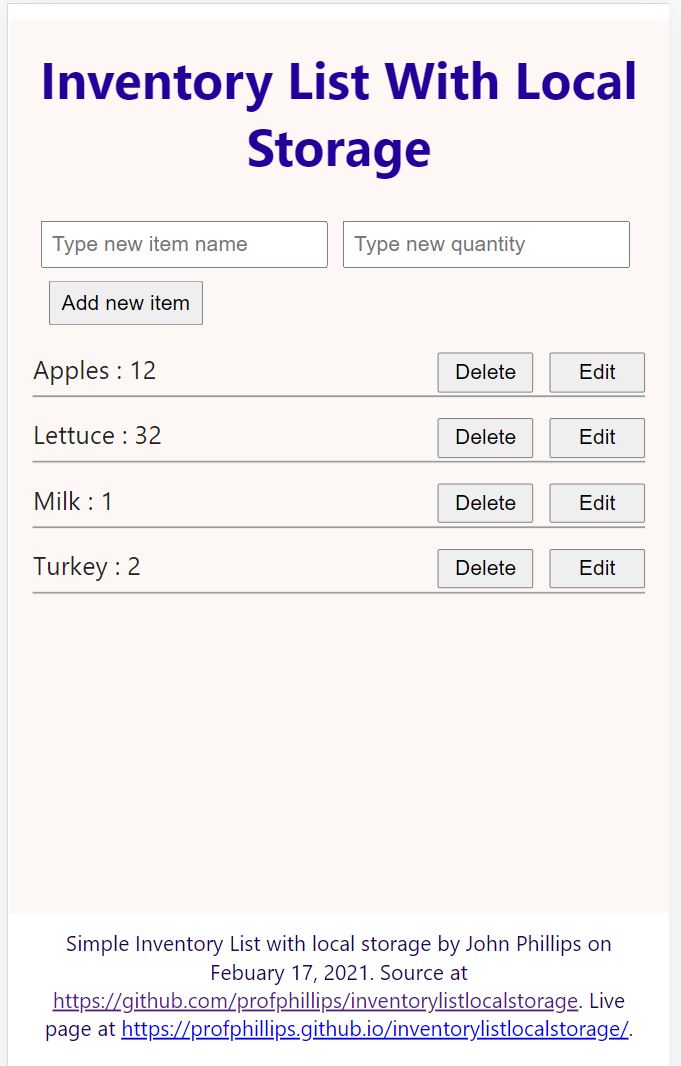 Inventory List With Local
Storage
Type new item name Type new quantity
Add new item
Apples : 12 Delete Edit
Lettuce : 32 Delete Edit
Milk : 1 Delete Edit
Turkey : 2 Delete Edit
Simple Inventory List with local storage by John Phillips on
Febuary 17, 2021. Source at
https://github.com/profphillips/inventorylistlocalstorage. Live
page at https://profphillips.github.io/inventorylistlocalstorage/.